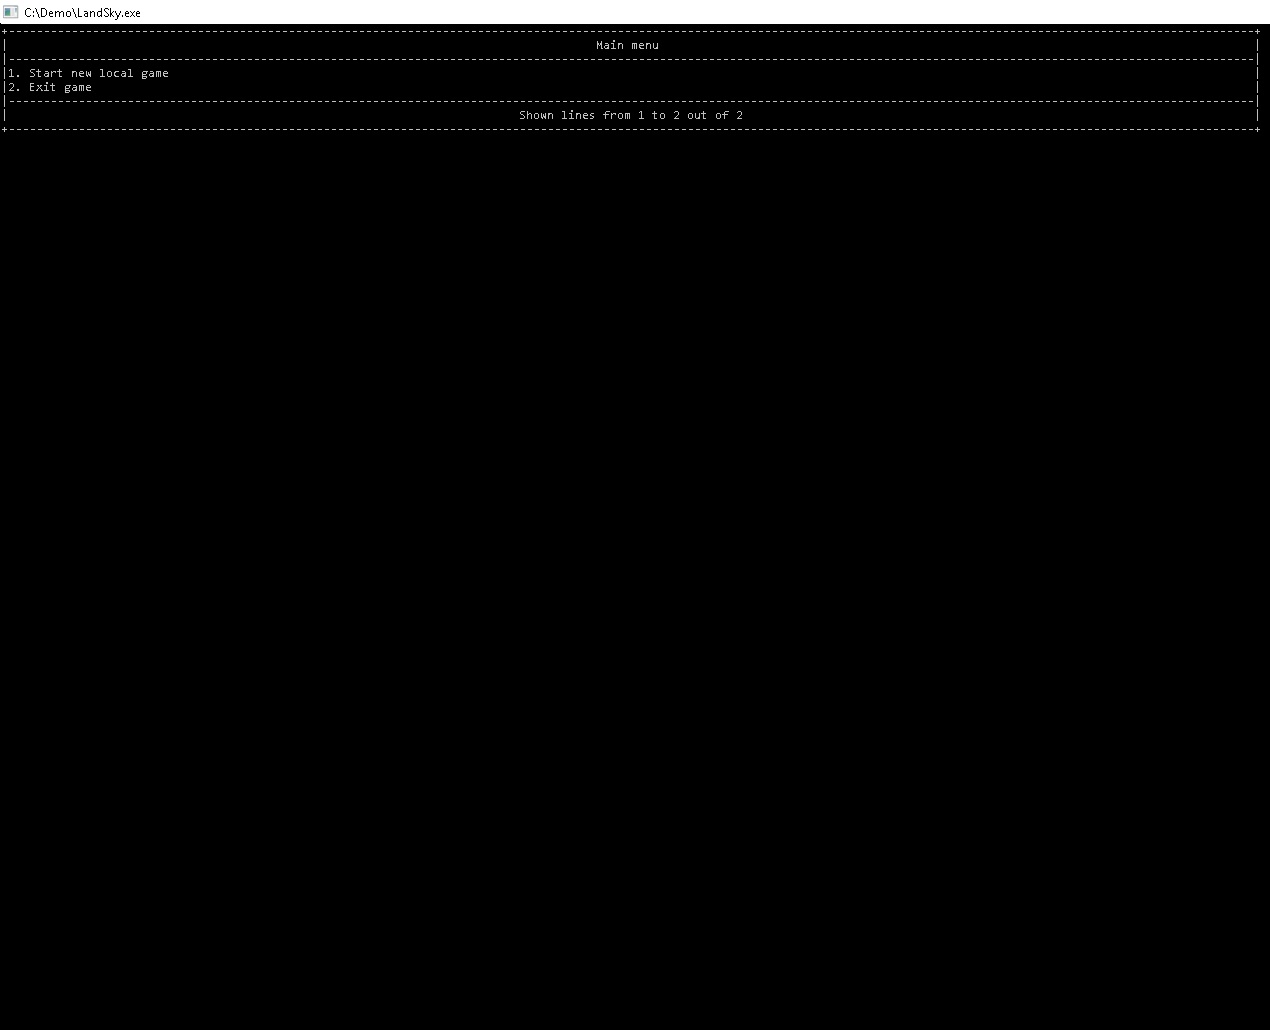 C:\Demo\LandSky.exe
Main menu
1. Start new local game
2. Exit game
Shown lines from 1 to 2 out of 2